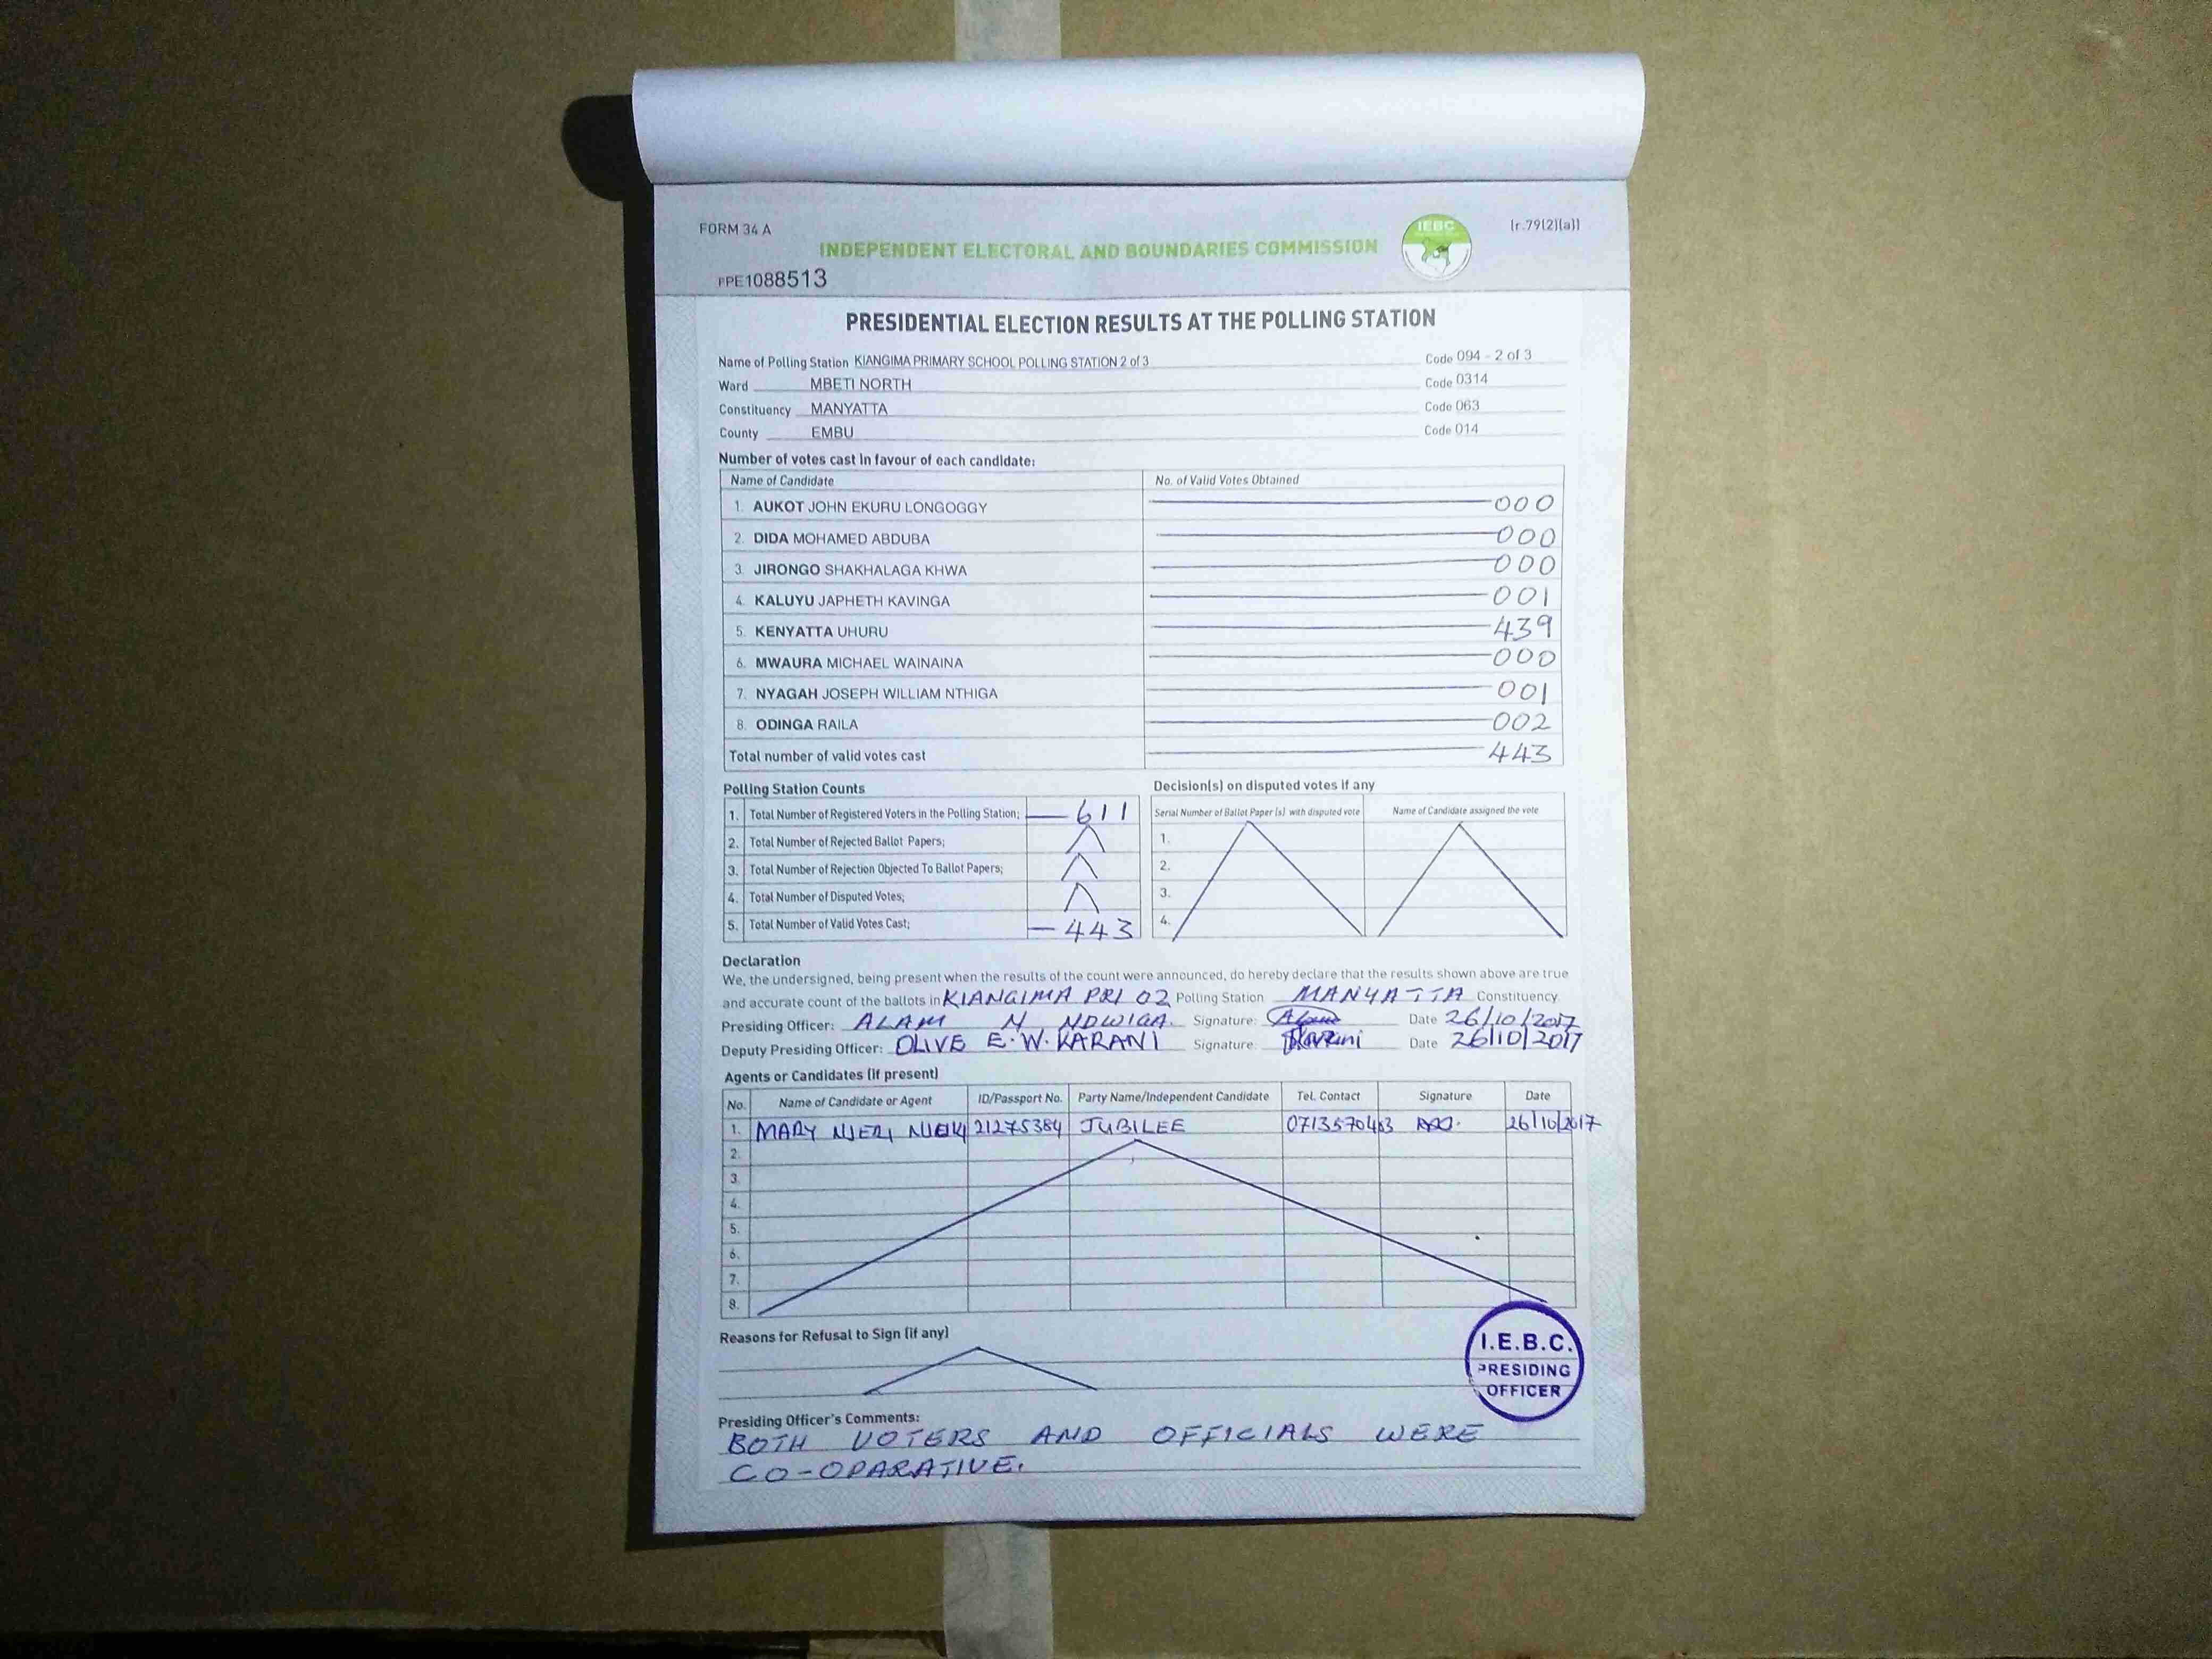 FORM 34 A
[r.79(2)(a)]
IEBC
INDEPENDENT ELECTORAL AND BOUNDARIES COMMISSION
PPE1088513
PRESIDENTIAL ELECTION RESULTS AT THE POLLING STATION
Name of Polling Station KIANGIMA PRIMARY SCHOOL POLLING STATION 2 of 3 Code 094 - 2 of 3
Ward MBETI NORTH Code 0314
Constituency MANYATTA Code 063
County EMBU Code 014
Number of votes cast in favour of each candidate:
Name of Candidate No. of Valid Votes Obtained
1. AUKOT JOHN EKURU LONGOGGY 000
2. DIDA MOHAMED ABDUBA 000
3. JIRONGO SHAKHALAGA KHWA 000
4. KALUYU JAPHETH KAVINGA 001
5. KENYATTA UHURU 439
6. MWAURA MICHAEL WAINAINA 000
7. NYAGAH JOSEPH WILLIAM NTHIGA 001
8. ODINGA RAILA 002
Total number of valid votes cast 443
Polling Station Counts
1. Total Number of Registered Voters in the Polling Station; 611
2. Total Number of Rejected Ballot Papers;
3. Total Number of Rejection Objected To Ballot Papers;
4. Total Number of Disputed Votes;
5. Total Number of Valid Votes Cast; 443
Decision(s) on disputed votes if any
Serial Number of Ballot Paper (s) with disputed vote Name of Candidate assigned the vote
1.
2.
3.
4.
Declaration
We, the undersigned, being present when the results of the count were announced, do hereby declare that the results shown above are true
and accurate count of the ballots in KIANGIMA PRI 02 Polling Station MANYATTA Constituency
Presiding Officer: ALAM N NDWIGA. Signature: Date 26/10/2017
Deputy Presiding Officer: OLIVE E.W. KARANI Signature: Karani Date 26/10/2017
Agents or Candidates (if present)
No. Name of Candidate or Agent ID/Passport No. Party Name/Independent Candidate Tel. Contact Signature Date
1. MARY NJERI 21275384 JUBILEE 0713570463 26/10/2017
2.
3.
4.
5.
6.
7.
8.
Reasons for Refusal to Sign (if any)
I.E.B.C.
PRESIDING
OFFICER
Presiding Officer's Comments:
BOTH VOTERS AND OFFICIALS WERE
CO-OPARATIVE.